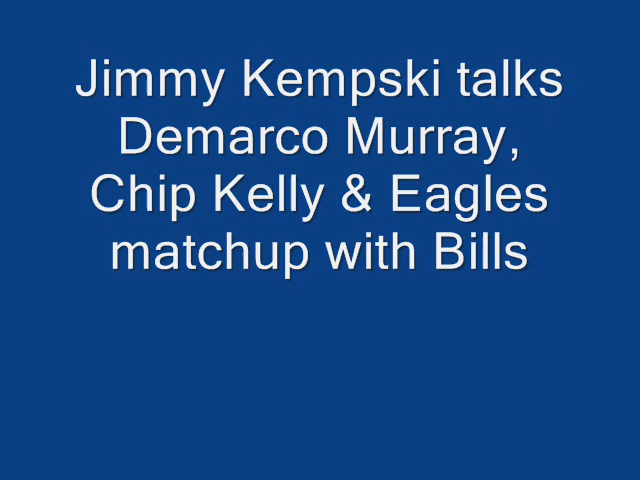 Jimmy Kempski talks
Demarco Murray,
Chip Kelly & Eagles
matchup with Bills